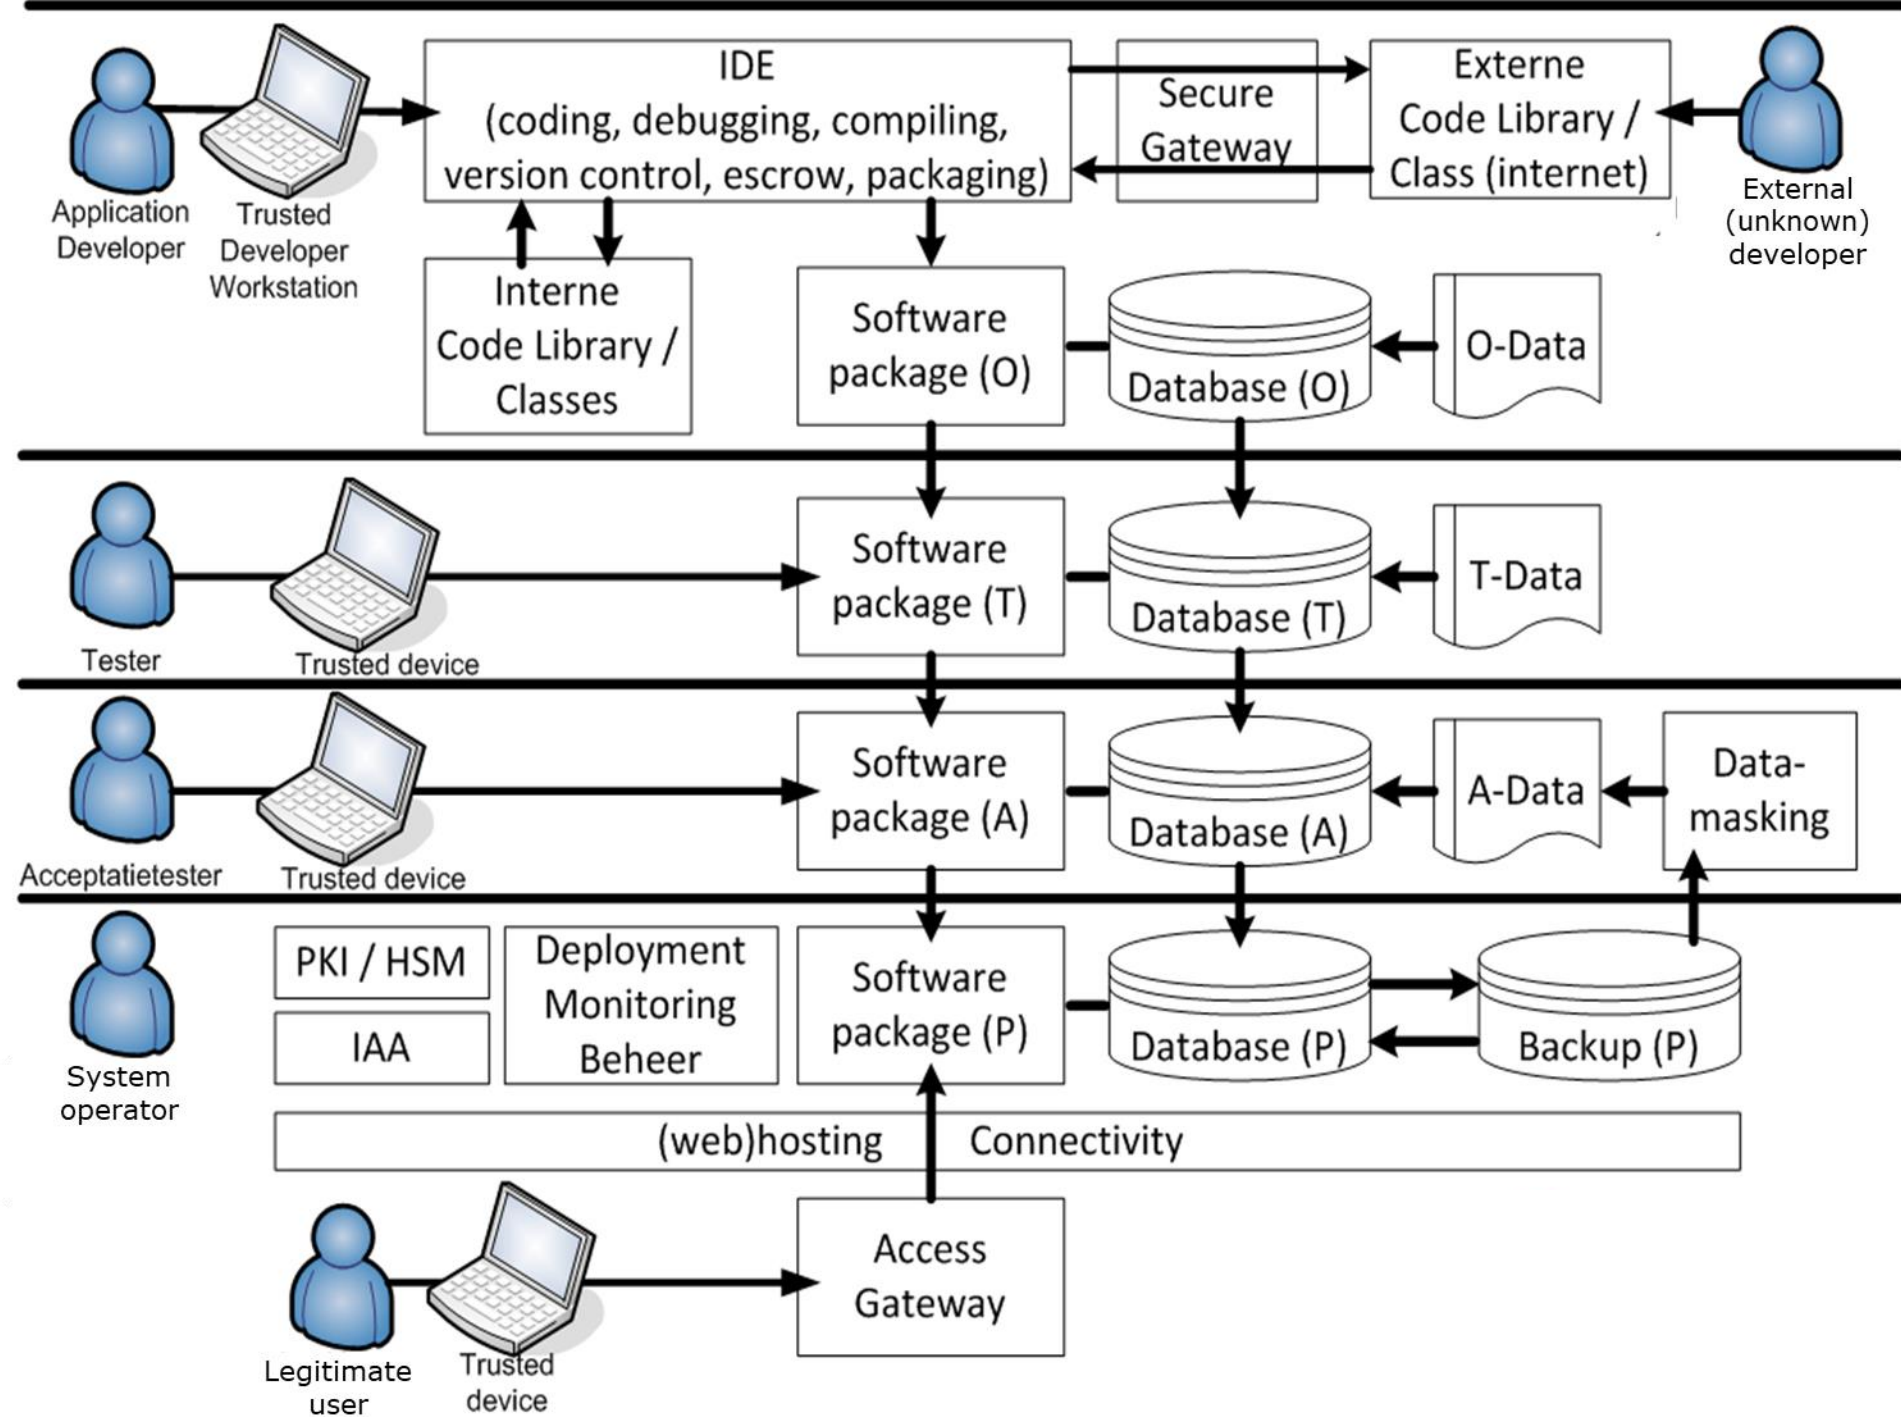 IDE
(coding, debugging, compiling,
version control, escrow, packaging)
Secure
Gateway
Externe
Code Library /
Class (internet)
Application
Developer
Trusted
Developer
Workstation
External
(unknown)
developer
Interne
Code Library /
Classes
Software
package (O)
Database (O)
O-Data
Tester
Trusted device
Software
package (T)
Database (T)
T-Data
Acceptatietester
Trusted device
Software
package (A)
Database (A)
A-Data
Data-
masking
System
operator
PKI / HSM
IAA
Deployment
Monitoring
Beheer
Software
package (P)
Database (P)
Backup (P)
(web)hosting
Connectivity
Legitimate
user
Trusted
device
Access
Gateway